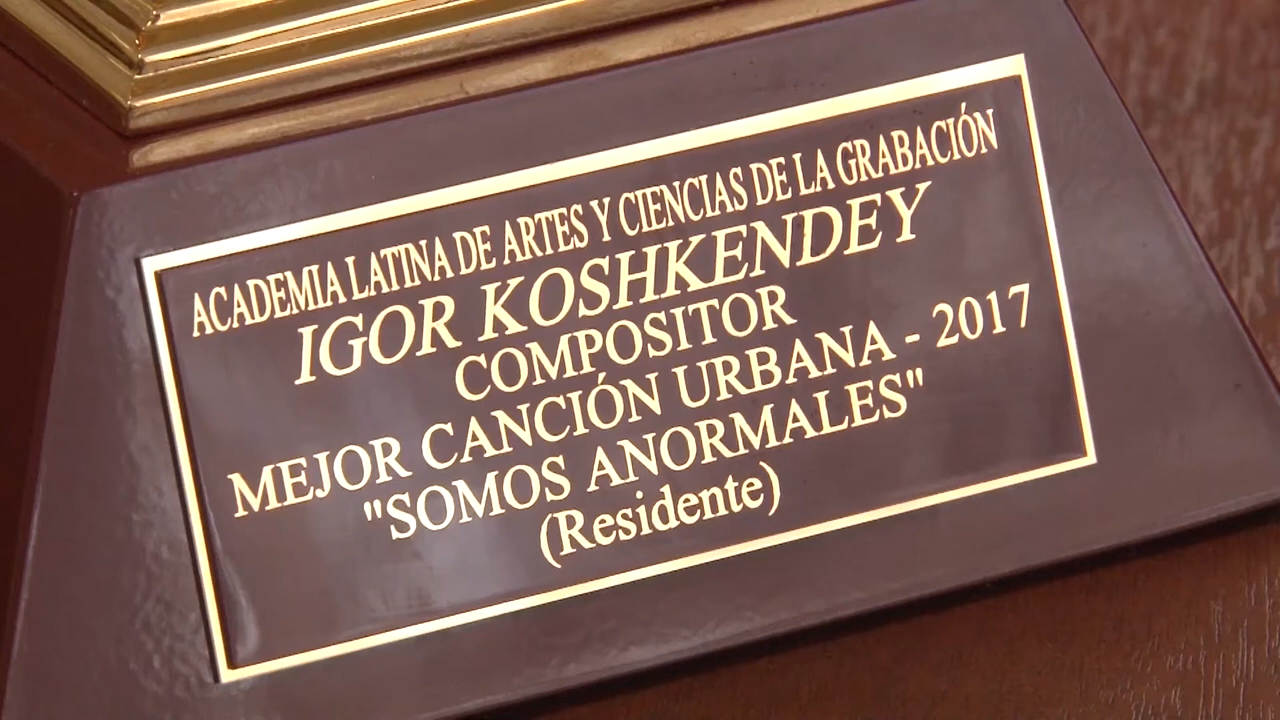 ACADEMIA LATINA DE ARTES Y CIENCIAS DE LA GRABACIÓN
IGOR KOSHKENDEY
COMPOSITOR
MEJOR CANCIÓN URBANA - 2017
"SOMOS ANORMALES"
(Residente)